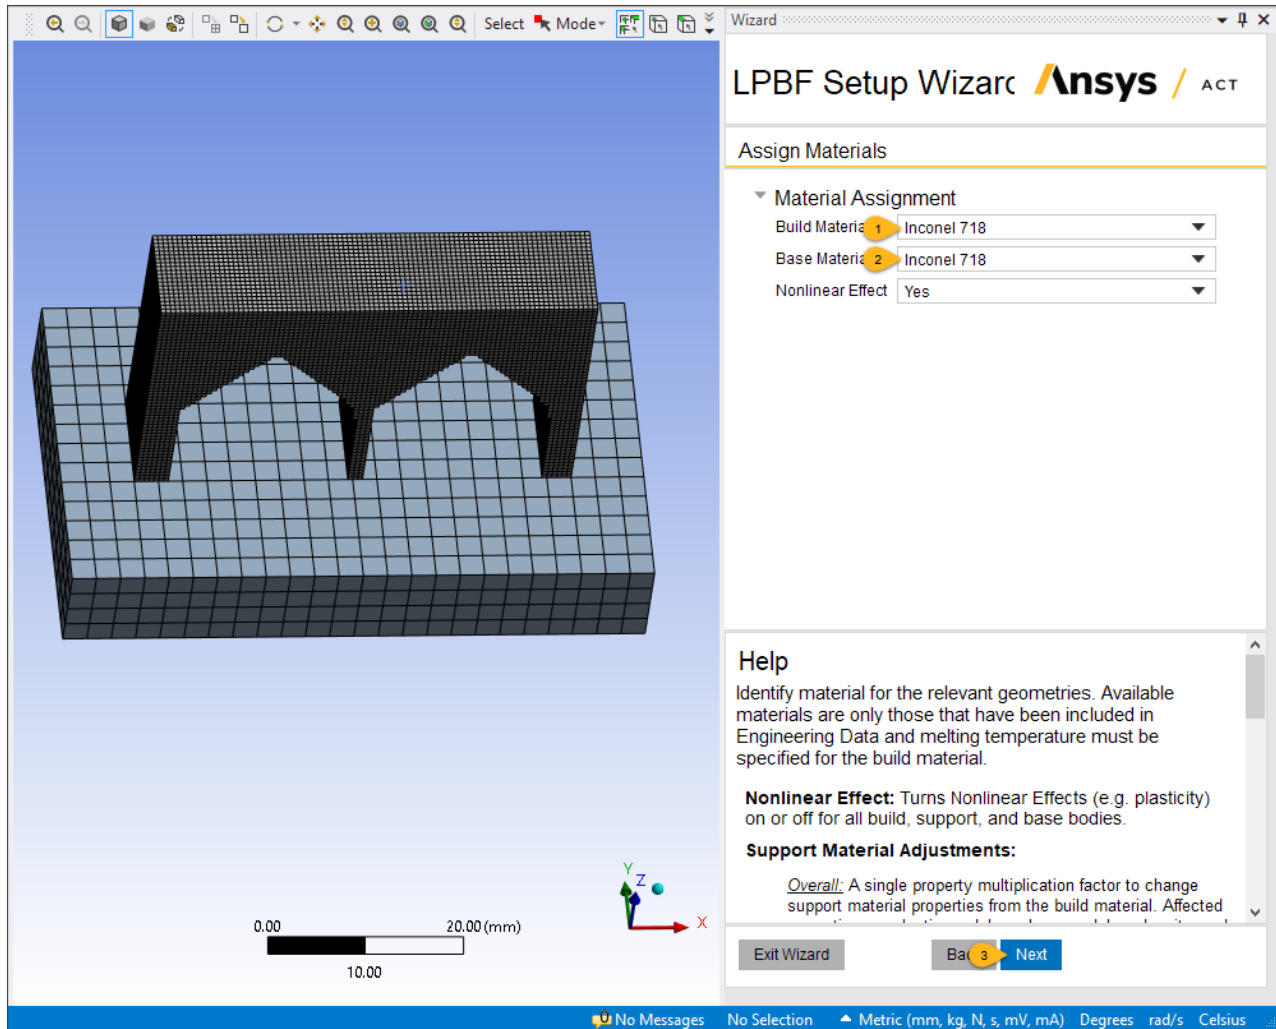 Select Mode
Wizard
LPBF Setup Wizard
Ansys / ACT
Assign Materials
Material Assignment
Build Materia 1 Inconel 718
Base Materia 2 Inconel 718
Nonlinear Effect Yes
Help
Identify material for the relevant geometries. Available
materials are only those that have been included in
Engineering Data and melting temperature must be
specified for the build material.
Nonlinear Effect: Turns Nonlinear Effects (e.g. plasticity)
on or off for all build, support, and base bodies.
Support Material Adjustments:
Overall: A single property multiplication factor to change
support material properties from the build material. Affected
Y
Z
X
0.00 20.00 (mm)
10.00
Exit Wizard Ba 3 Next
No Messages No Selection Metric (mm, kg, N, s, mV, mA) Degrees rad/s Celsius